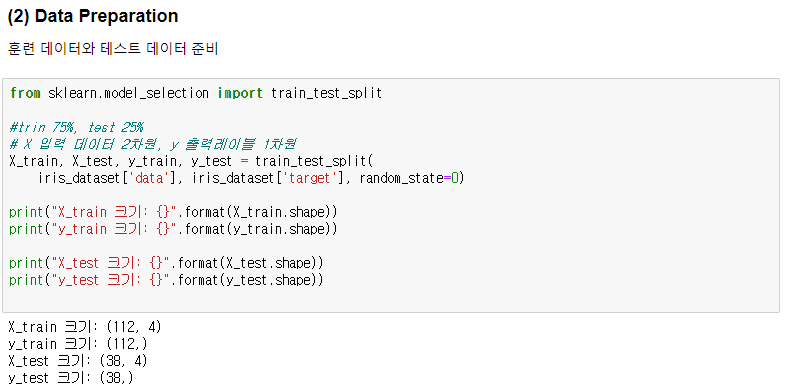 (2) Data Preparation
훈련 데이터와 테스트 데이터 준비
from sklearn.model_selection import train_test_split
#trin 75%, test 25%
# X 입력 데이터 2차원, y 출력레이블 1차원
X_train, X_test, y_train, y_test = train_test_split(
iris_dataset['data'], iris_dataset['target'], random_state=0)
print("X_train 크기: {}".format(X_train.shape))
print("y_train 크기: {}".format(y_train.shape))
print("X_test 크기: {}".format(X_test.shape))
print("y_test 크기: {}".format(y_test.shape))
X_train 크기: (112, 4)
y_train 크기: (112,)
X_test 크기: (38, 4)
y_test 크기: (38,)